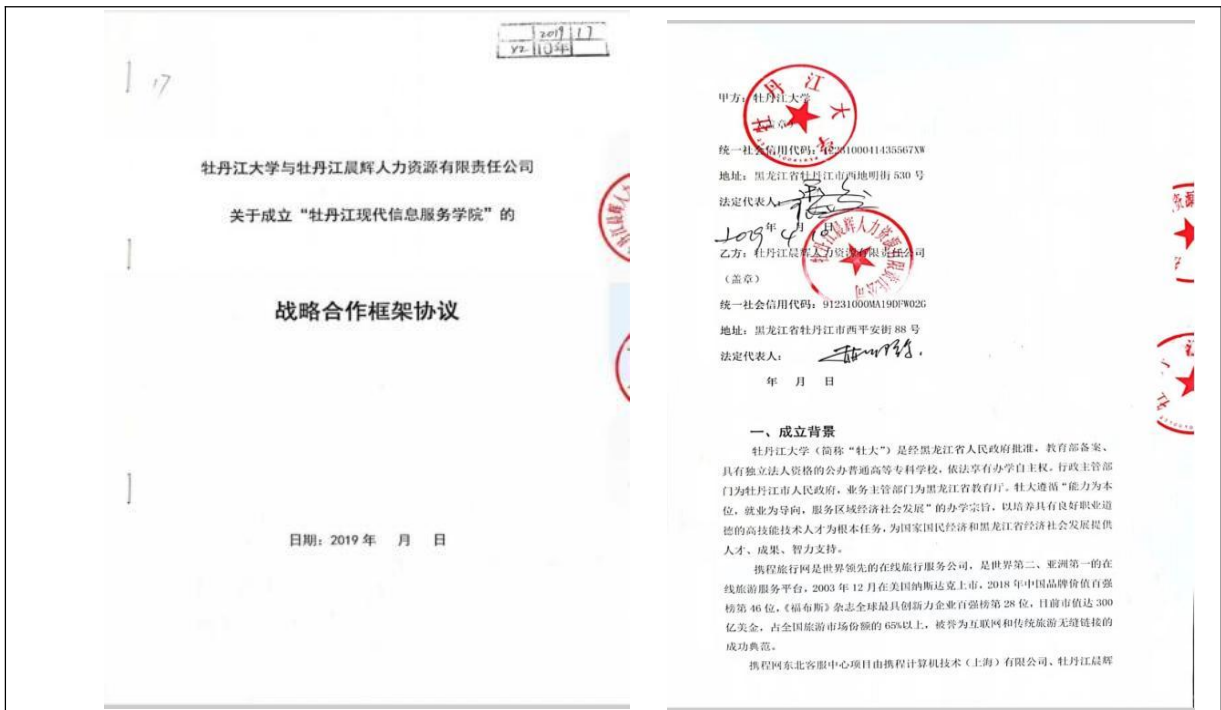 2019 17
YZ 10年
17
牡丹江大学与牡丹江晨辉人力资源有限责任公司
关于成立“牡丹江现代信息服务学院”的
战略合作框架协议
日期：2019 年 月 日
甲方：牡丹江大学
（盖章）
统一社会信用代码：12231000414355677XW
地址：黑龙江省牡丹江市西地明街 530 号
法定代表人：
2019 年 4 月 日
乙方：牡丹江晨辉人力资源有限责任公司
（盖章）
统一社会信用代码：91231000MA19DFW02G
地址：黑龙江省牡丹江市西平安街 88 号
法定代表人：
年 月 日
一、成立背景
牡丹江大学（简称“牡大”）是经黑龙江省人民政府批准，教育部备案、
具有独立法人资格的公办普通高等专科学校，依法享有办学自主权。行政主管部
门为牡丹江市人民政府，业务主管部门为黑龙江省教育厅。牡大遵循“能力为本
位，就业为导向，服务区域经济社会发展”的办学宗旨，以培养具有良好职业道
德的高技能技术人才为根本任务，为国家国民经济和黑龙江省经济社会发展提供
人才、成果、智力支持。
携程旅行网是世界领先的在线旅行服务公司，是世界第二、亚洲第一的在
线旅游服务平台，2003 年 12 月在美国纳斯达克上市，2018 年中国品牌价值百强
榜第 46 位，《福布斯》杂志全球最具创新力企业百强榜第 28 位，目前市值达 300
亿美金，占全国旅游市场份额的 65%以上，被誉为互联网和传统旅游无缝链接的
成功典范。
携程网东北客服中心项目由携程计算机技术（上海）有限公司、牡丹江晨辉